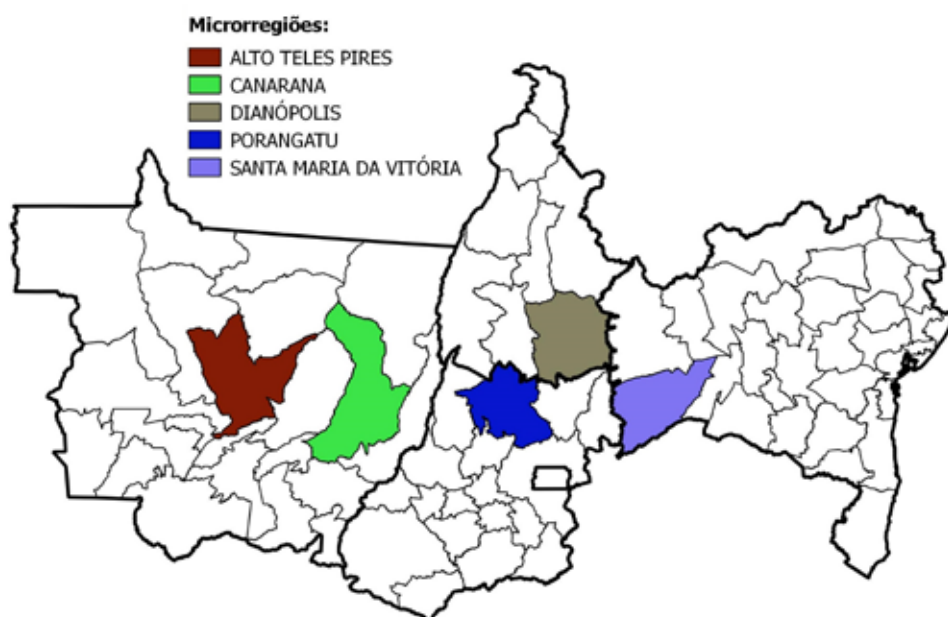 Microrregiões:
ALTO TELES PIRES
CANARANA
DIANÓPOLIS
PORANGATU
SANTA MARIA DA VITÓRIA